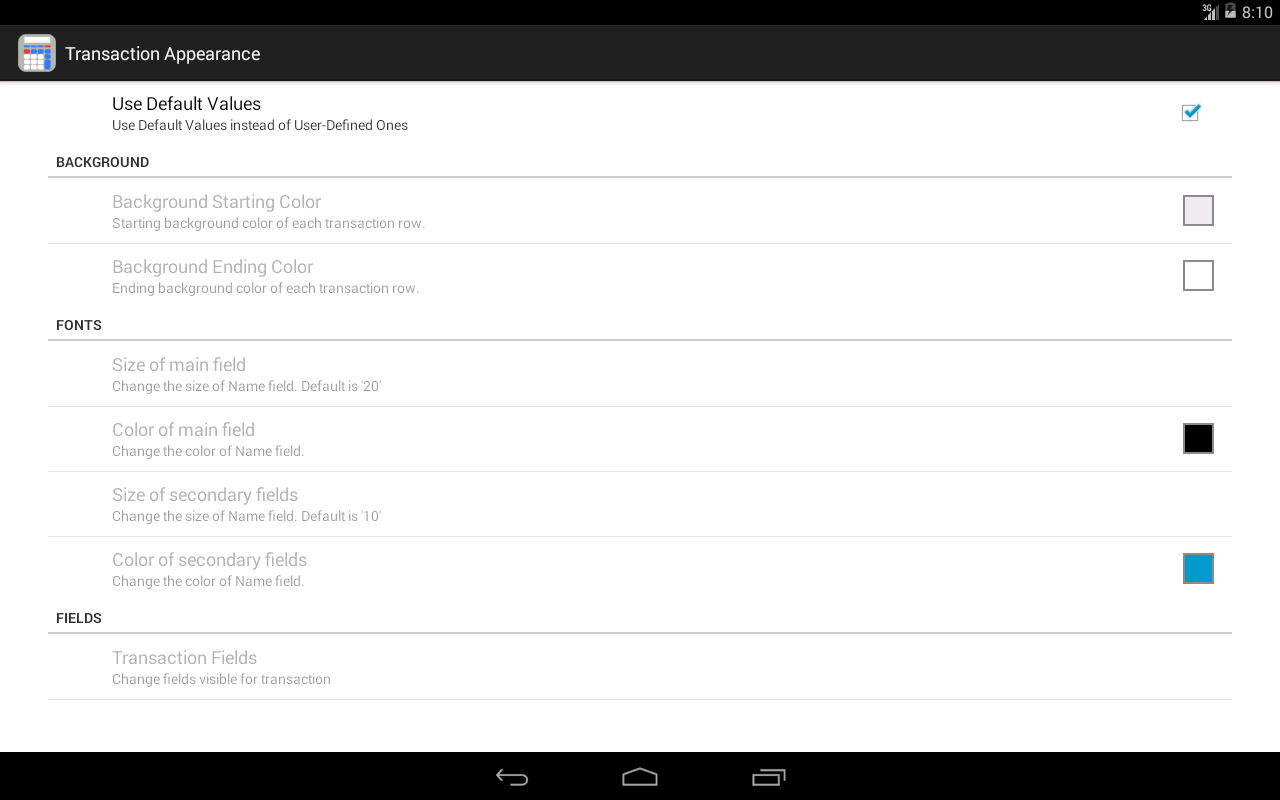 3G 8:10
Transaction Appearance
Use Default Values
Use Default Values instead of User-Defined Ones
BACKGROUND
Background Starting Color
Starting background color of each transaction row.
Background Ending Color
Ending background color of each transaction row.
FONTS
Size of main field
Change the size of Name field. Default is '20'
Color of main field
Change the color of Name field.
Size of secondary fields
Change the size of Name field. Default is '10'
Color of secondary fields
Change the color of Name field.
FIELDS
Transaction Fields
Change fields visible for transaction